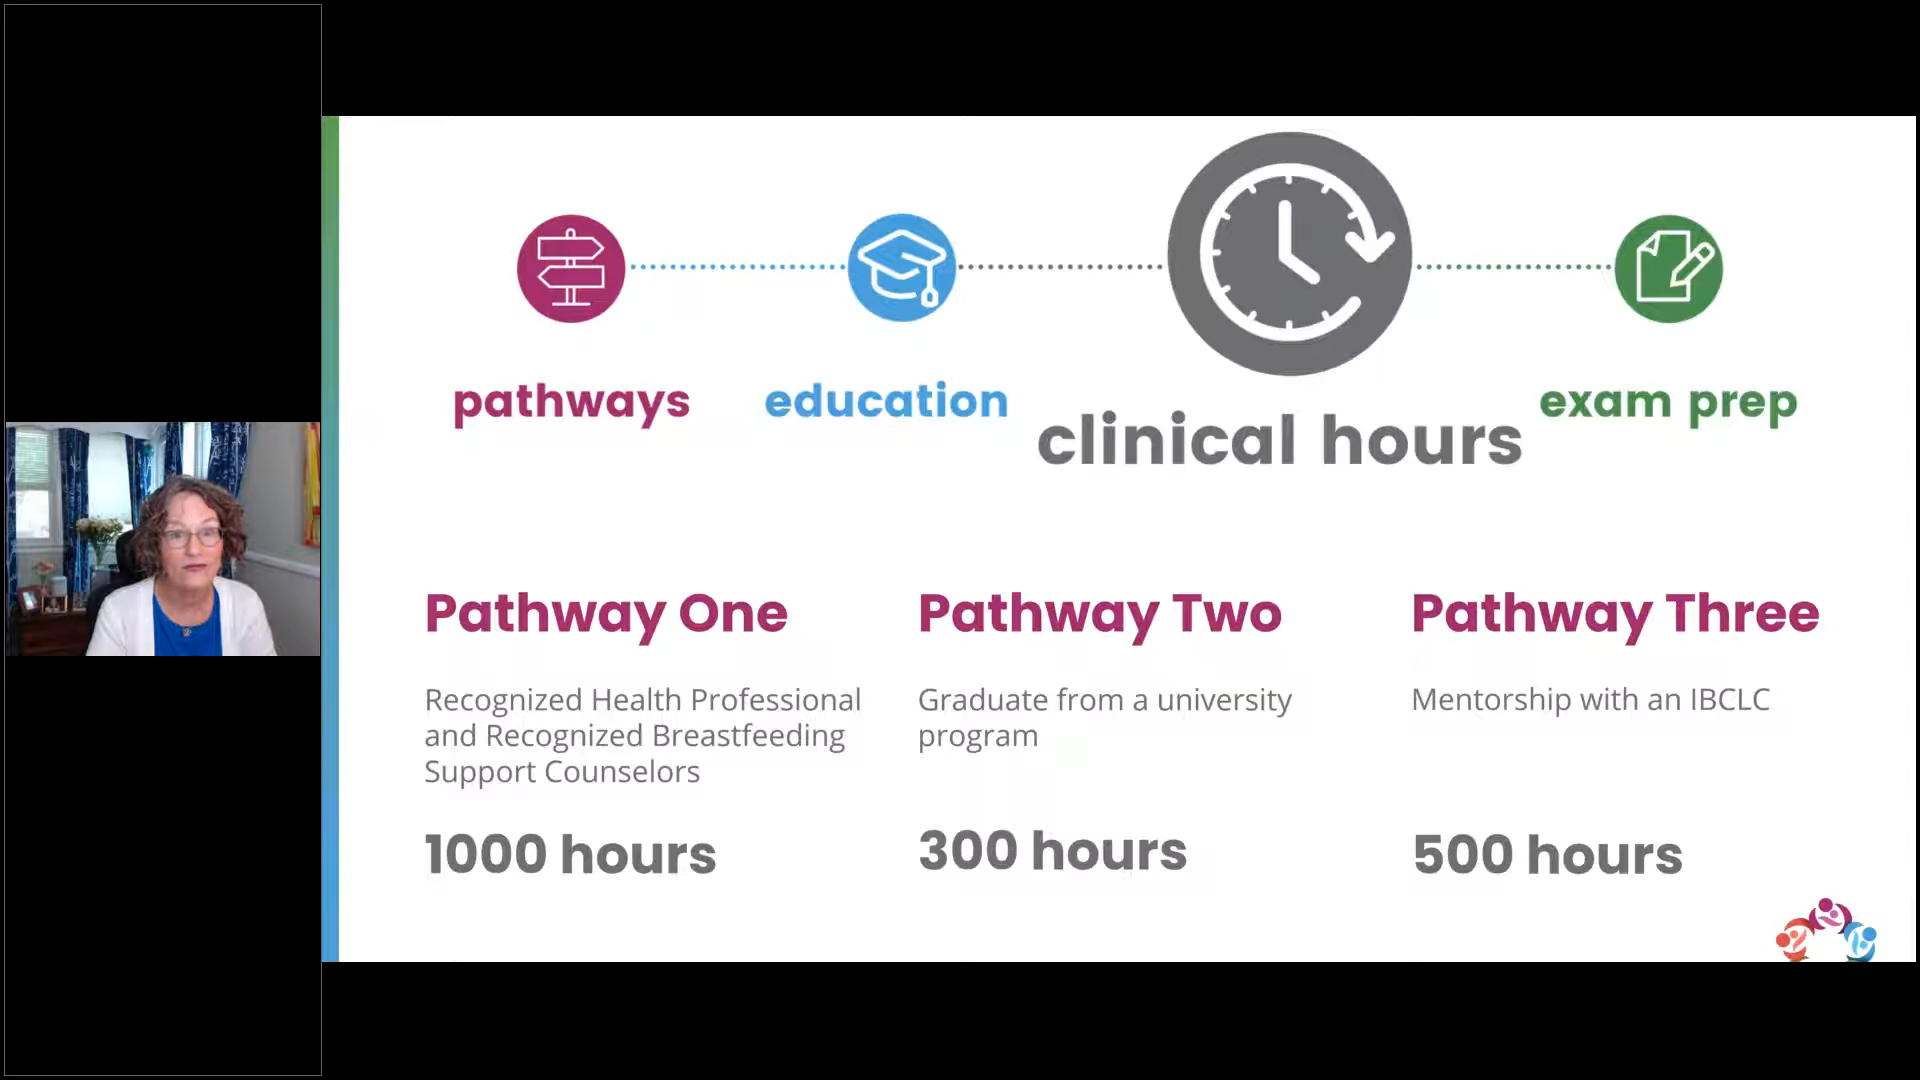 pathways
education
clinical hours
exam prep
Pathway One
Recognized Health Professional
and Recognized Breastfeeding
Support Counselors
1000 hours
Pathway Two
Graduate from a university
program
300 hours
Pathway Three
Mentorship with an IBCLC
500 hours